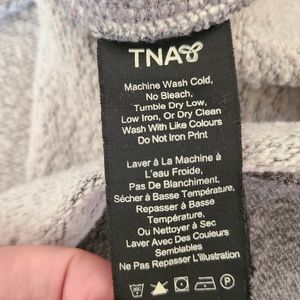 TNA
Machine Wash Cold,
No Bleach,
Tumble Dry Low,
Low Iron, Or Dry Clean
Wash With Like Colours
Do Not Iron Print
Laver à La Machine à
L'eau Froide,
Pas De Blanchiment,
Sécher à Basse Température,
Repasser à Basse
Température,
Ou Nettoyer à Sec
Laver Avec Des Couleurs
Semblables
Ne Pas Repasser L'illustration